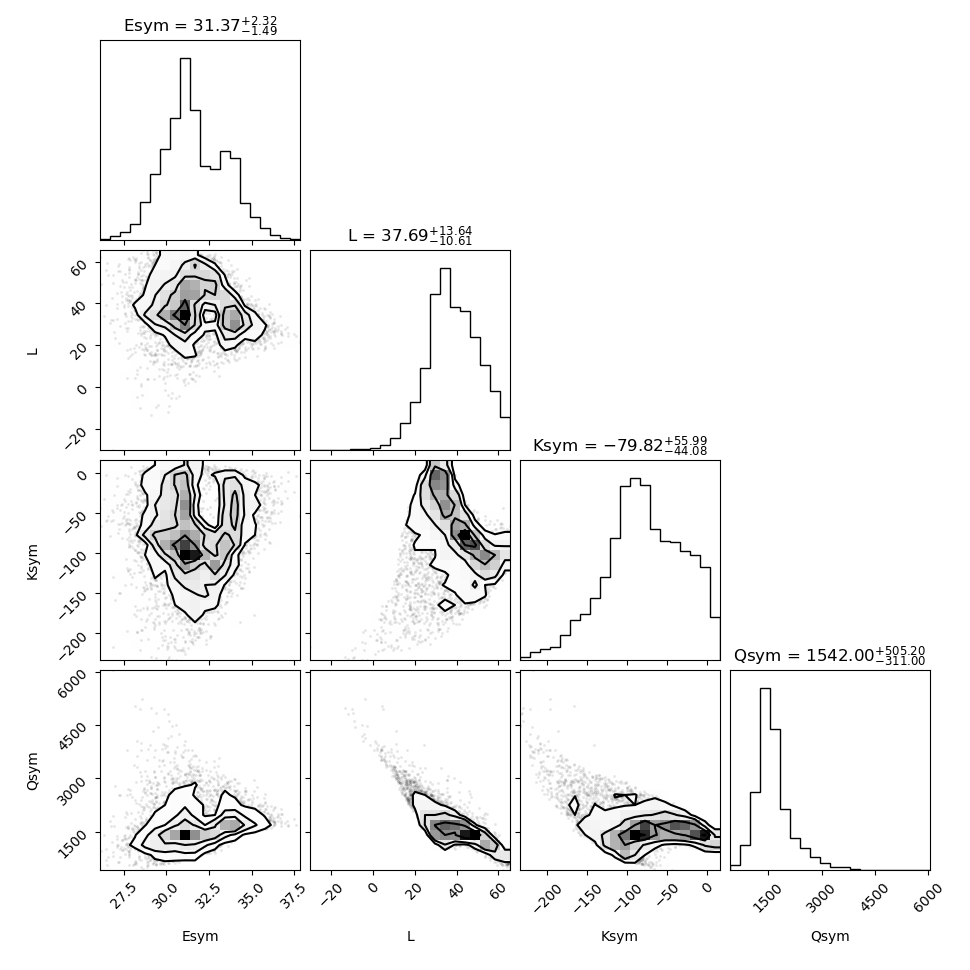 Esym = 31.37+2.32−1.49
L = 37.69+13.64−10.61
60
40
20
0
−20
L
Ksym = −79.82+55.99−44.08
0
−50
−100
−150
−200
Ksym
Qsym = 1542.00+505.20−311.00
6000
4500
3000
1500
Qsym
27.5 30.0 32.5 35.0 37.5 −20 0 20 40 60 −200 −150 −100 −50 0 1500 3000 4500 6000
Esym L Ksym Qsym